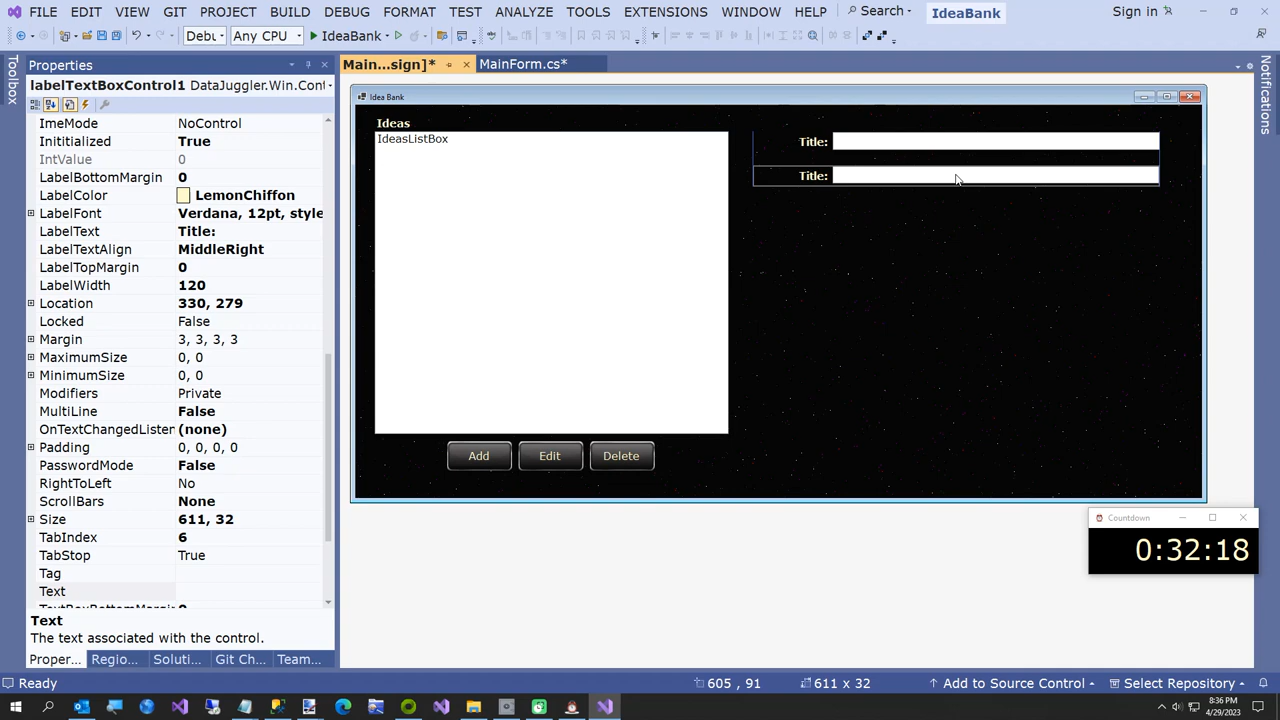 FILE EDIT VIEW GIT PROJECT BUILD DEBUG FORMAT TEST ANALYZE TOOLS EXTENSIONS WINDOW HELP Search IdeaBank Sign in
Debu Any CPU IdeaBank
Toolbox
Properties
Main...sign]* MainForm.cs*
Notifications
labelTextBoxControl1 DataJuggler.Win.Cont
ImeMode NoControl
Inititialized True
IntValue 0
LabelBottomMargin 0
LabelColor LemonChiffon
LabelFont Verdana, 12pt, style
LabelText Title:
LabelTextAlign MiddleRight
LabelTopMargin 0
LabelWidth 120
Location 330, 279
Locked False
Margin 3, 3, 3, 3
MaximumSize 0, 0
MinimumSize 0, 0
Modifiers Private
MultiLine False
OnTextChangedListen (none)
Padding 0, 0, 0, 0
PasswordMode False
RightToLeft No
ScrollBars None
Size 611, 32
TabIndex 6
TabStop True
Tag
Text
TextBoxBottomMargin 0
Text
The text associated with the control.
Proper... Regio... Soluti... Git Ch... Team...
Idea Bank
Ideas
IdeasListBox
Title:
Title:
Add Edit Delete
Countdown
0:32:18
Ready 605 , 91 611 x 32 Add to Source Control Select Repository
8:36 PM
4/29/2023